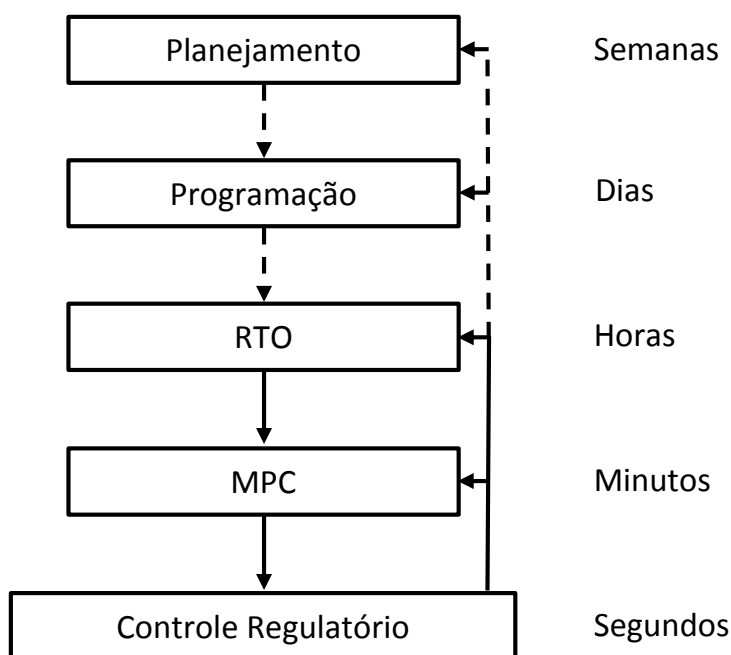 Planejamento Semanas
Programação Dias
RTO Horas
MPC Minutos
Controle Regulatório Segundos